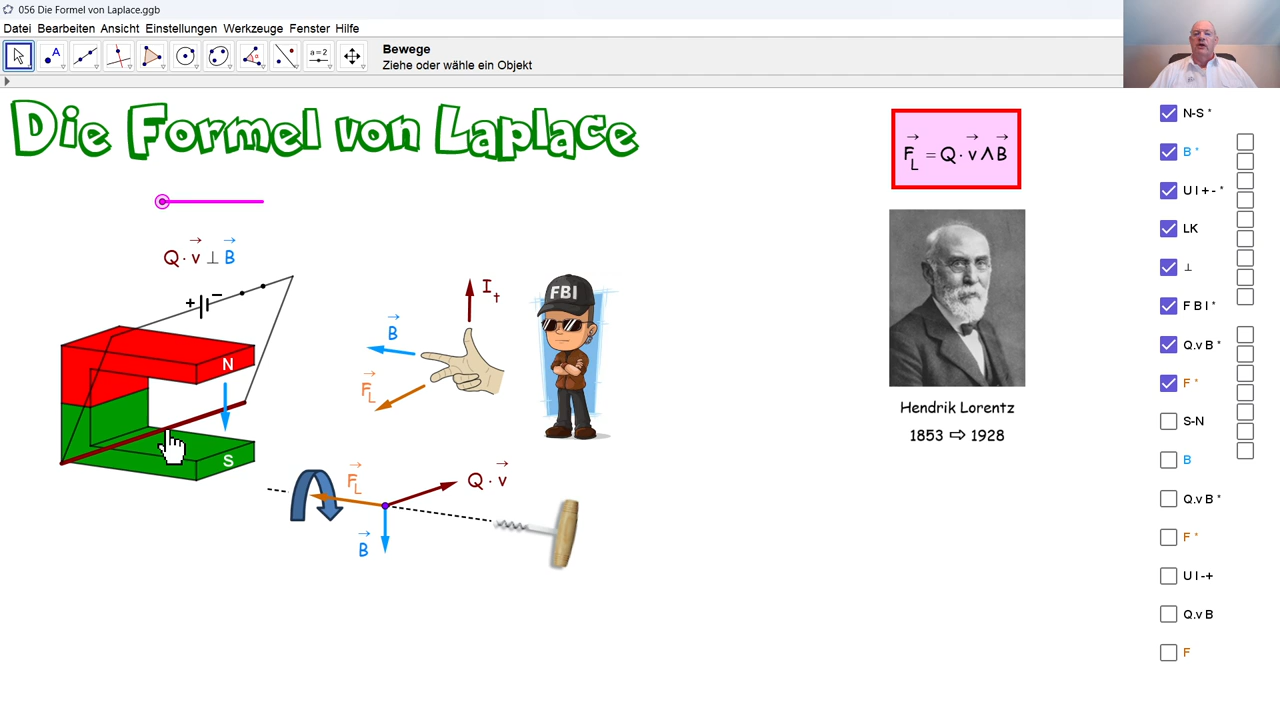 056 Die Formel von Laplace.ggb
Datei Bearbeiten Ansicht Einstellungen Werkzeuge Fenster Hilfe
A
a=2
Bewege
Ziehe oder wähle ein Objekt
Die Formel von Laplace
F_L = Q · v ∧ B
Q · v ⊥ B
+ −
N
S
I_t
B
F_L
FBI
Hendrik Lorentz
1853 ⇨ 1928
F_L
Q · v
B
N-S *
B *
U I + - *
LK
⊥
F B I *
Q.v B *
F *
S-N
B
Q.v B *
F *
U I -+
Q.v B
F